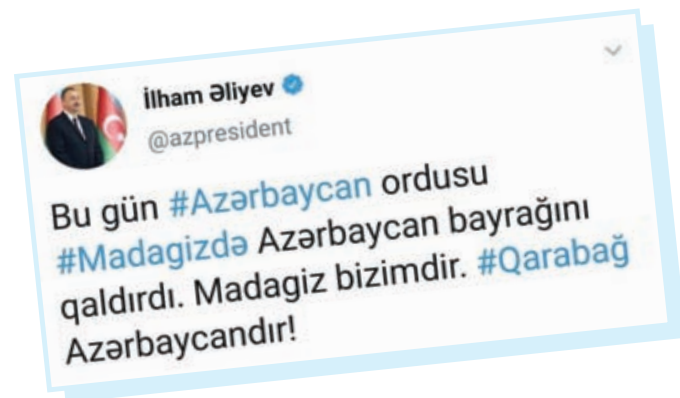 İlham Əliyev
@azpresident
Bu gün #Azərbaycan ordusu
#Madagizdə Azərbaycan bayrağını
qaldırdı. Madagiz bizimdir. #Qarabağ
Azərbaycandır!